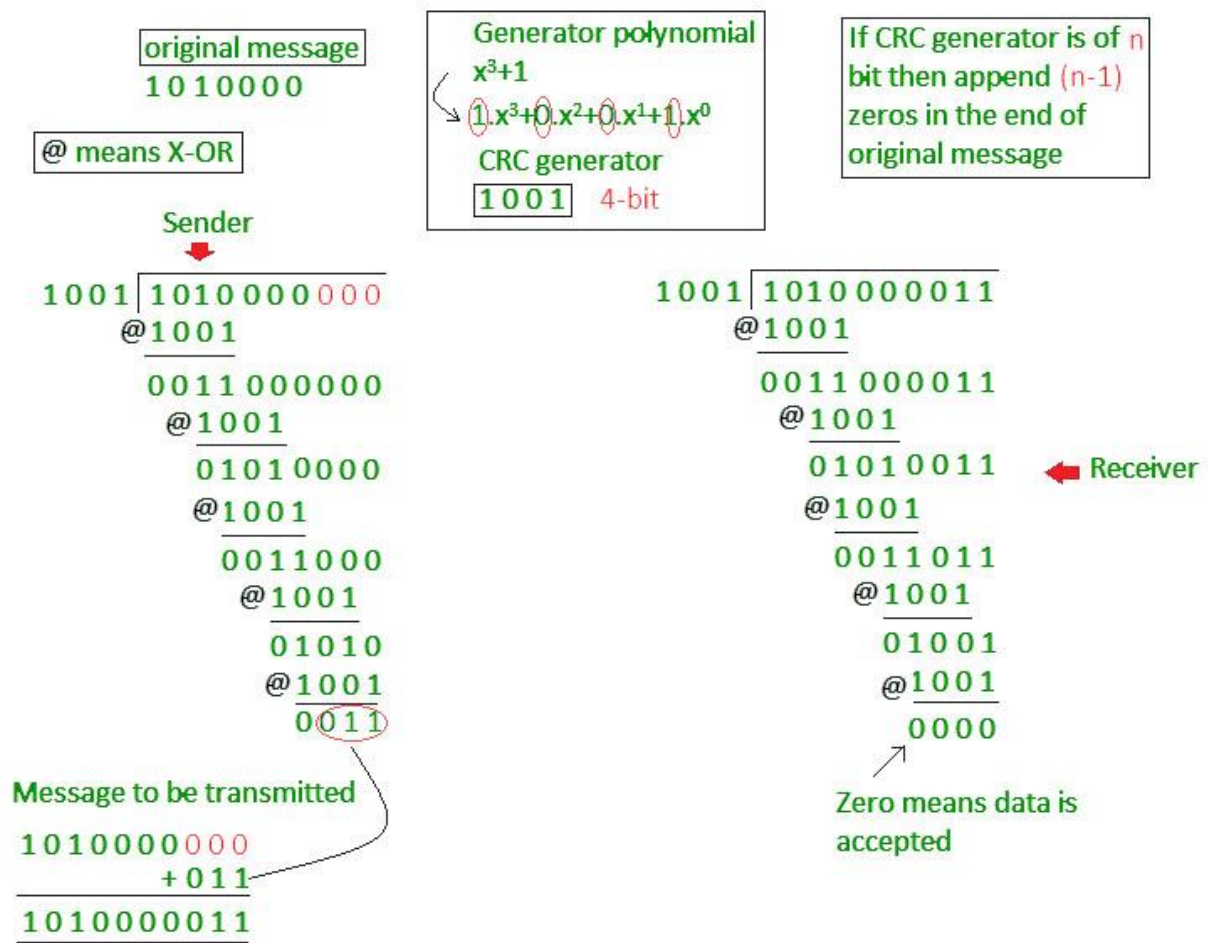 original message
1010000
@ means X-OR
Generator polynomial
x³+1
1.x³+0.x²+0.x¹+1.x⁰
CRC generator
1001 4-bit
If CRC generator is of n
bit then append (n-1)
zeros in the end of
original message
Sender
1001 1010000000
@1001
0011000000
@1001
01010000
@1001
0011000
@1001
01010
@1001
0011
Message to be transmitted
1010000000
+011
1010000011
1001 1010000011
@1001
0011000011
@1001
01010011
@1001
0011011
@1001
01001
@1001
0000
Receiver
Zero means data is
accepted